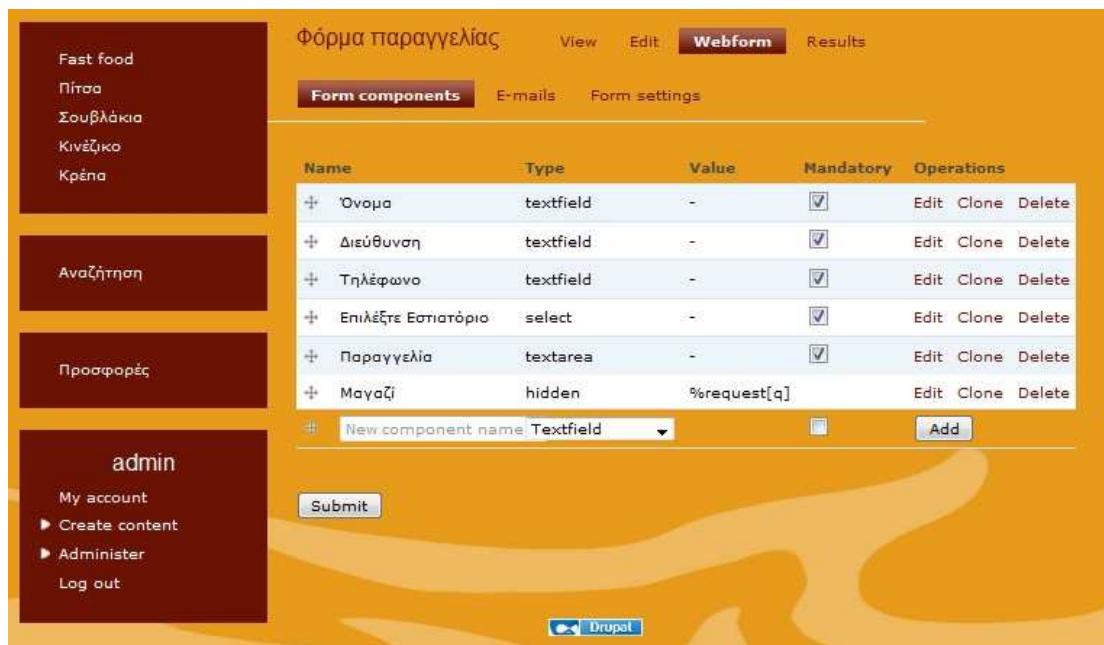 Fast food
Πίτσα
Σουβλάκια
Κινέζικο
Κρέπα
Αναζήτηση
Προσφορές
admin
My account
Create content
Administer
Log out
Φόρμα παραγγελίας View Edit Webform Results
Form components E-mails Form settings
Name Type Value Mandatory Operations
Όνομα textfield - Edit Clone Delete
Διεύθυνση textfield - Edit Clone Delete
Τηλέφωνο textfield - Edit Clone Delete
Επιλέξτε Εστιατόριο select - Edit Clone Delete
Παραγγελία textarea - Edit Clone Delete
Μαγαζί hidden %request[q] Edit Clone Delete
New component name Textfield Add
Submit
Drupal